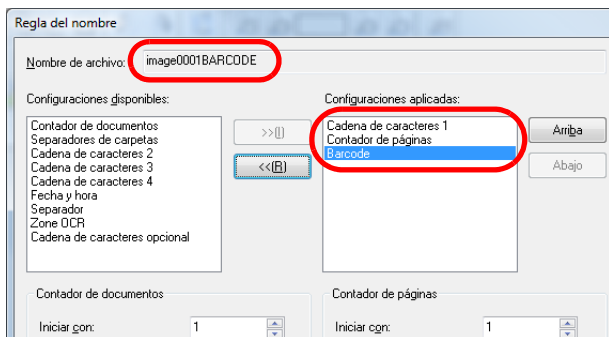 Regla del nombre
Nombre de archivo: image0001BARCODE
Configuraciones disponibles:
Configuraciones aplicadas:
Contador de documentos
Separadores de carpetas
Cadena de caracteres 2
Cadena de caracteres 3
Cadena de caracteres 4
Fecha y hora
Separador
Zone OCR
Cadena de caracteres opcional
>>(I)
<<(R)
Cadena de caracteres 1
Contador de páginas
Barcode
Arriba
Abajo
Contador de documentos
Iniciar con: 1
Contador de páginas
Iniciar con: 1